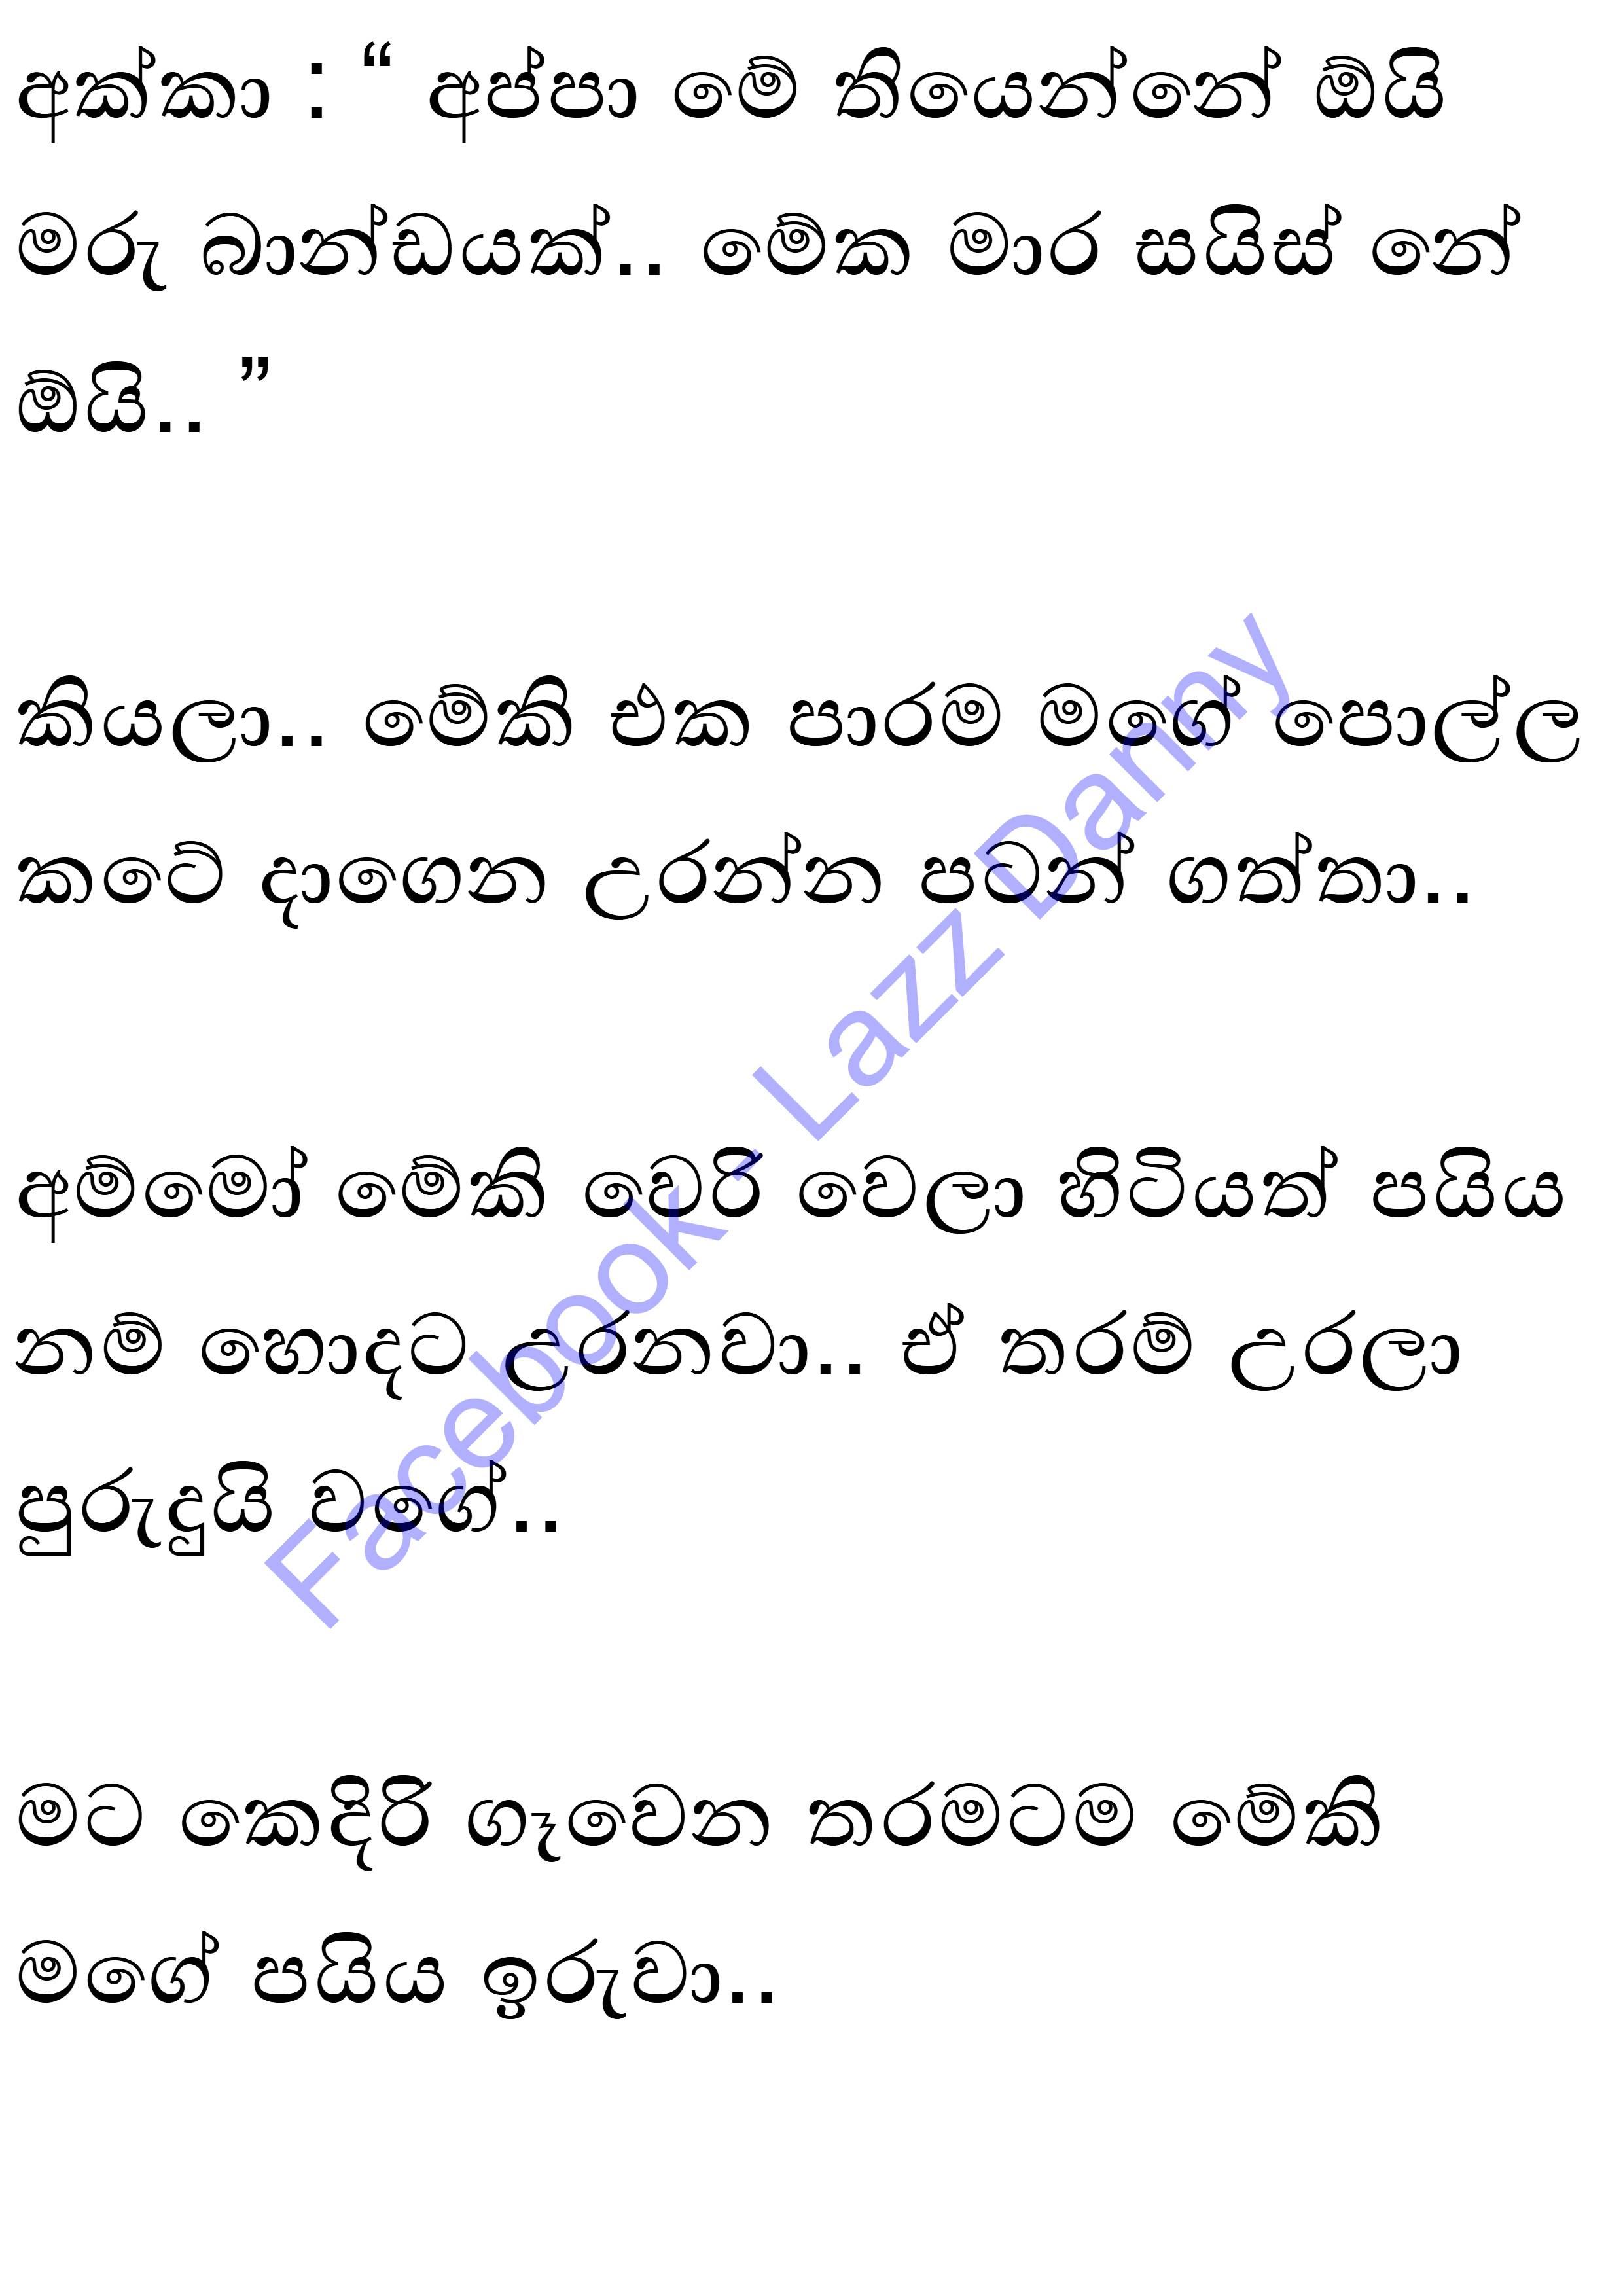 අක්කා : “ අප්පා මේ තියෙන්නේ ඕයි
මරු බාන්ඩයක්.. මේක මාර සයිස් නේ
ඕයි.. ”
කියලා.. මේකි එක පාරම මගේ පොල්ල
කටේ දාගෙන උරන්න පටන් ගත්තා..
අම්මෝ මේකි වෙරි වෙලා හිටියත් පයිය
නම් හොදට උරනවා.. ඒ තරම් උරලා
පුරුදුයි වගේ..
මට කෙදිරි ගෑවෙන තරමටම මේකි
මගේ පයිය ඉරුවා..
Facebook - Lazz Danny